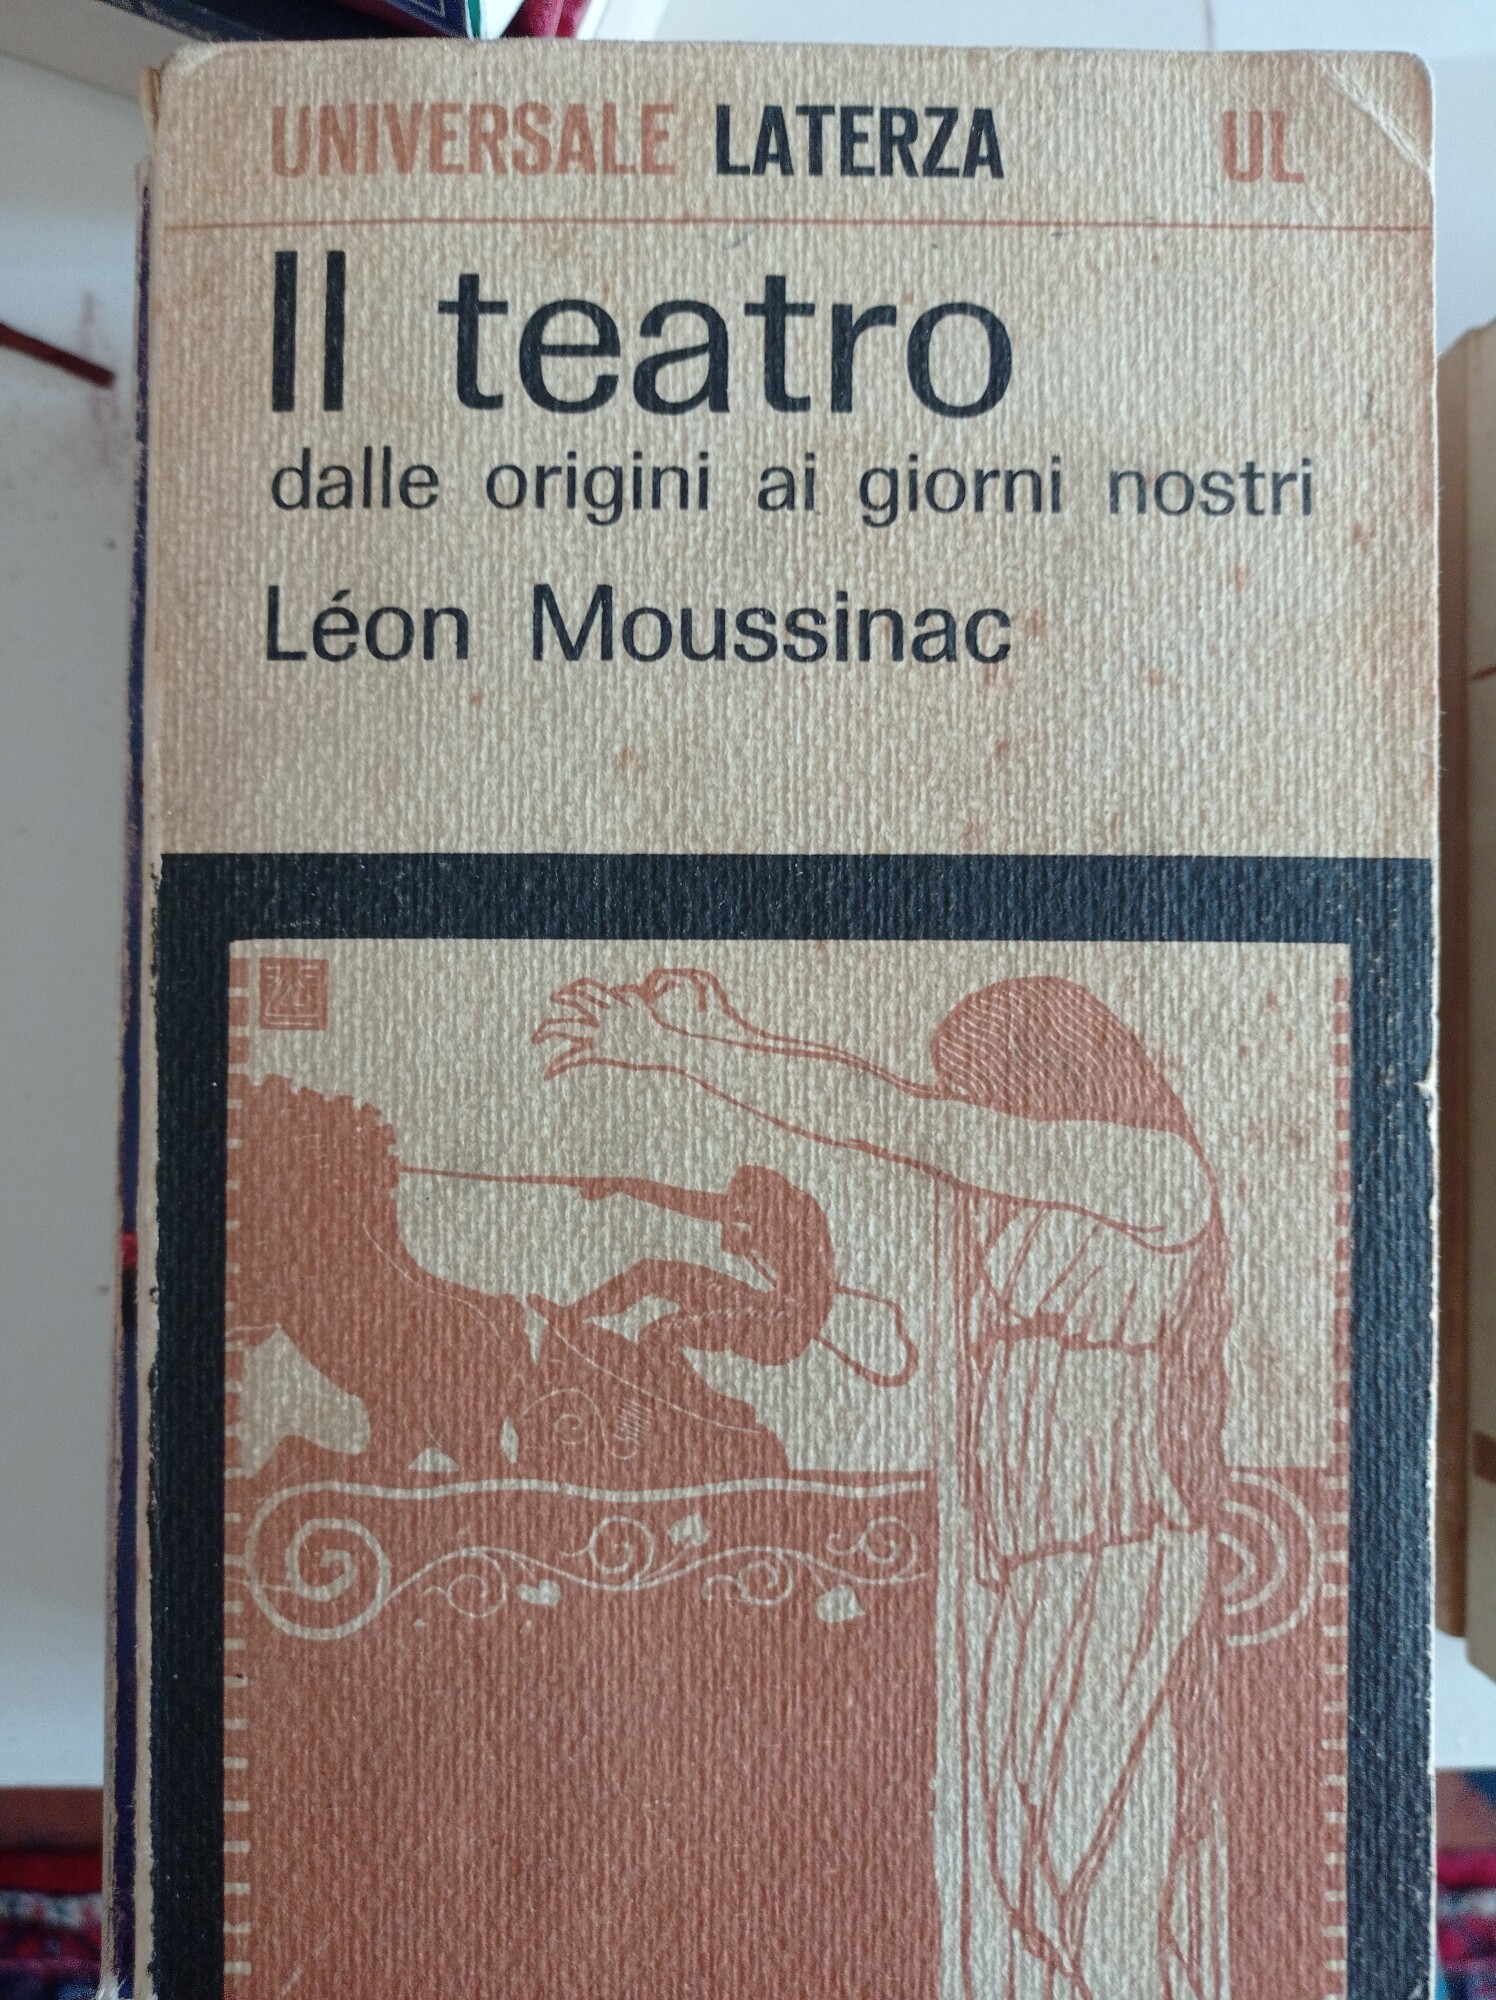 UNIVERSALE LATERZA UL
Il teatro
dalle origini ai giorni nostri
Léon Moussinac